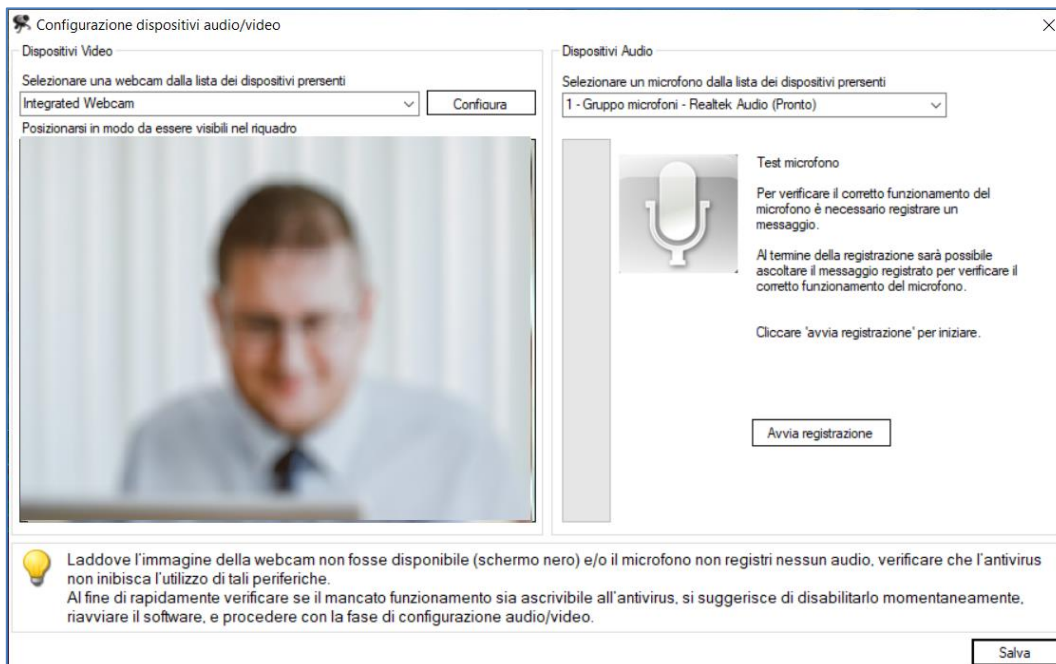 Configurazione dispositivi audio/video
Dispositivi Video
Selezionare una webcam dalla lista dei dispositivi prersenti
Integrated Webcam
Configura
Posizionarsi in modo da essere visibili nel riquadro
Dispositivi Audio
Selezionare un microfono dalla lista dei dispositivi prersenti
1 - Gruppo microfoni - Realtek Audio (Pronto)
Test microfono
Per verificare il corretto funzionamento del
microfono è necessario registrare un
messaggio.
Al termine della registrazione sarà possibile
ascoltare il messaggio registrato per verificare il
corretto funzionamento del microfono.
Cliccare 'avvia registrazione' per iniziare.
Avvia registrazione
Laddove l'immagine della webcam non fosse disponibile (schermo nero) e/o il microfono non registri nessun audio, verificare che l'antivirus
non inibisca l'utilizzo di tali periferiche.
Al fine di rapidamente verificare se il mancato funzionamento sia ascrivibile all'antivirus, si suggerisce di disabilitarlo momentaneamente,
riavviare il software, e procedere con la fase di configurazione audio/video.
Salva